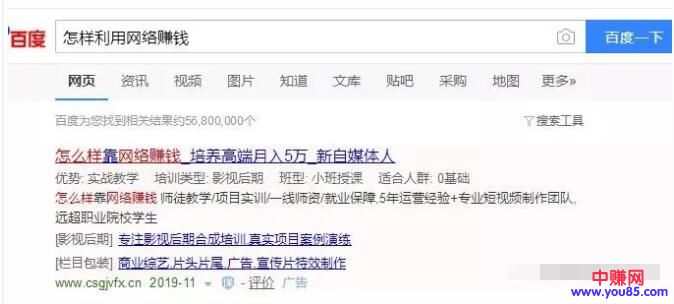 百度 怎样利用网络赚钱 百度一下
网页 资讯 视频 图片 知道 文库 贴吧 采购 地图 更多»
百度为您找到相关结果约56,800,000个 搜索工具
怎么样靠网络赚钱_培养高端月入5万_新自媒体人
优势: 实战教学 培训类型: 影视后期 班型: 小班授课 适合人群: 0基础
怎么样靠网络赚钱 师徒教学/项目实训/一线师资/就业保障,5年运营经验+专业短视频制作团队,
远超职业院校学生
[影视后期] 专注影视后期合成培训,真实项目案例演练
[栏目包装] 商业综艺,片头片尾,广告,宣传片特效制作
www.csgjvfx.cn 2019-11 - 评价 广告
中赚网
www.you85.com